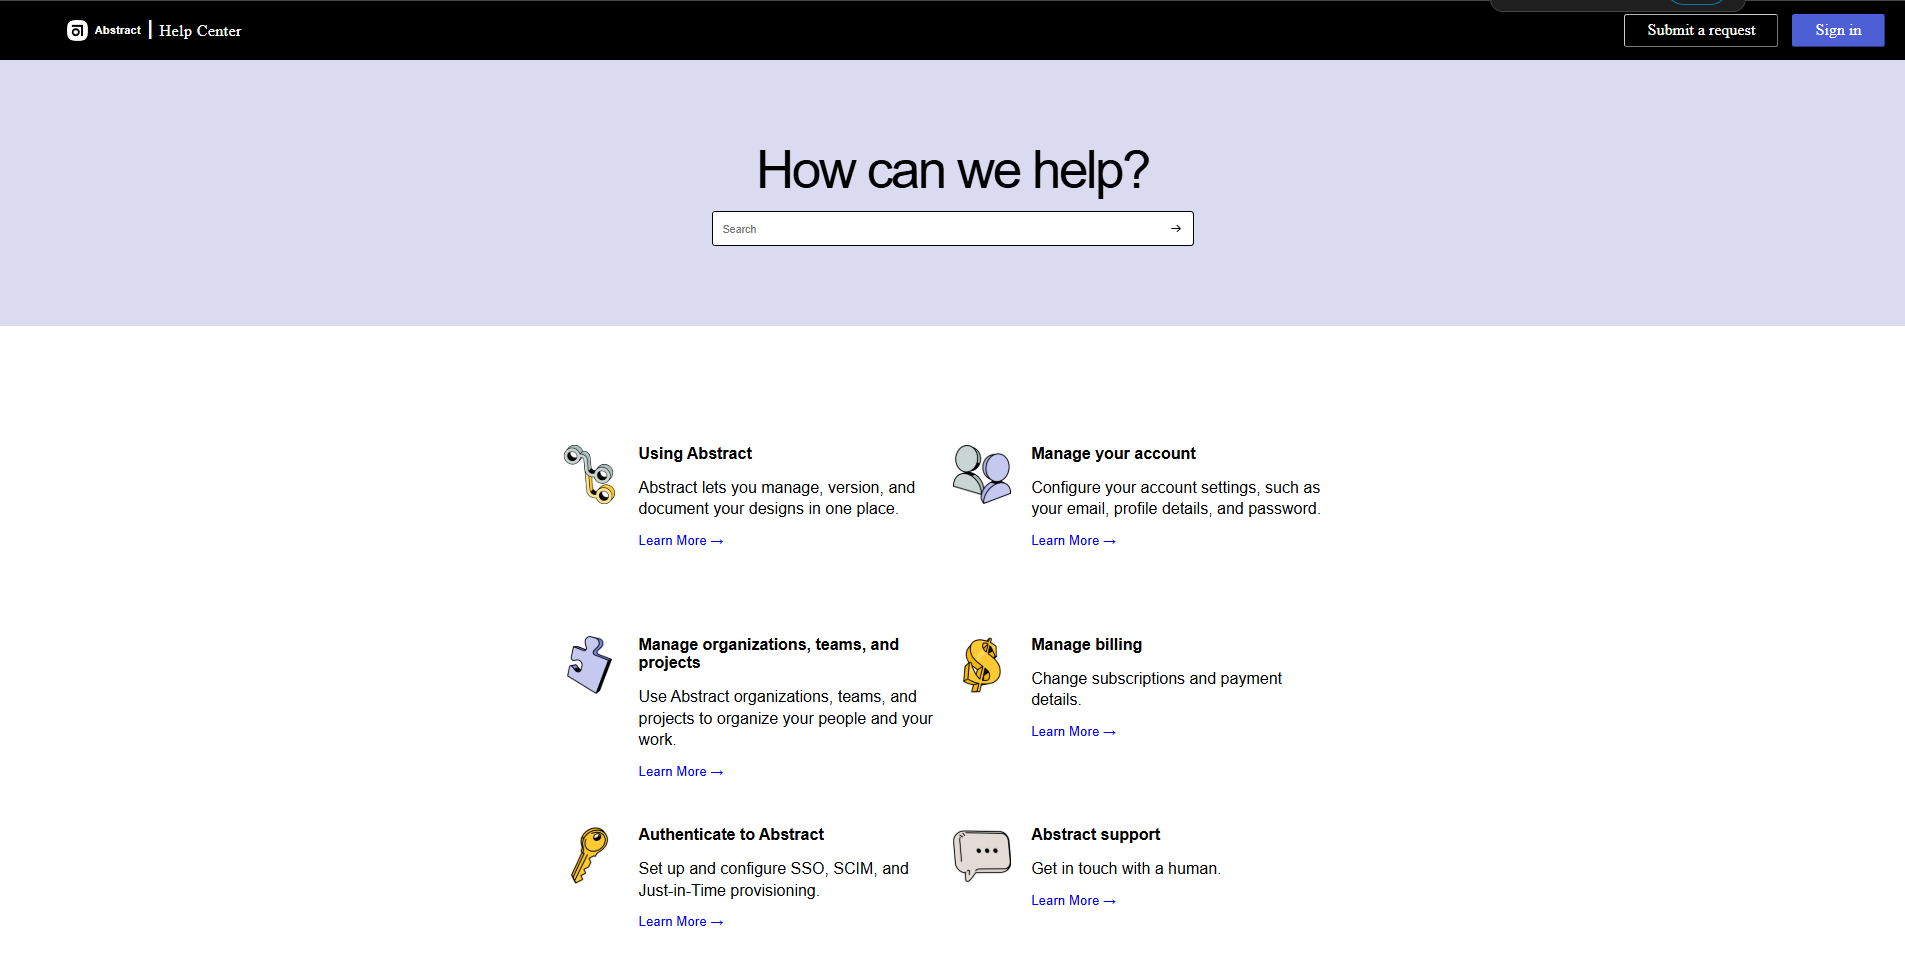 Abstract | Help Center
Submit a request
Sign in
How can we help?
Search →
Using Abstract
Abstract lets you manage, version, and
document your designs in one place.
Learn More →
Manage your account
Configure your account settings, such as
your email, profile details, and password.
Learn More →
Manage organizations, teams, and
projects
Use Abstract organizations, teams, and
projects to organize your people and your
work.
Learn More →
Manage billing
Change subscriptions and payment
details.
Learn More →
Authenticate to Abstract
Set up and configure SSO, SCIM, and
Just-in-Time provisioning.
Learn More →
Abstract support
Get in touch with a human.
Learn More →